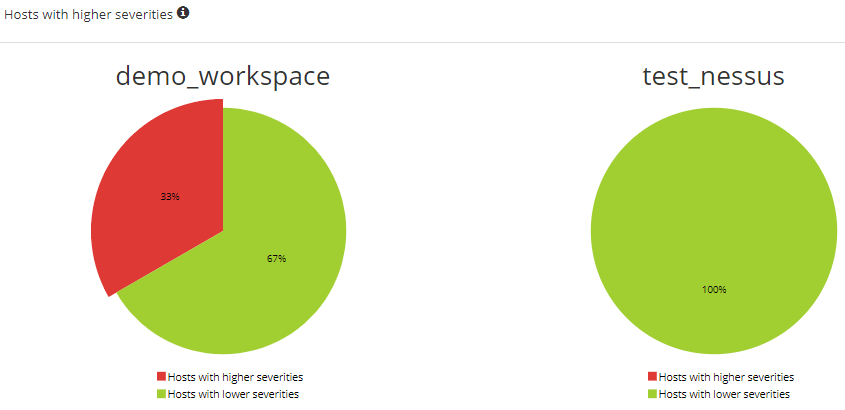 Hosts with higher severities
demo_workspace
test_nessus
33%
67%
100%
Hosts with higher severities
Hosts with lower severities
Hosts with higher severities
Hosts with lower severities